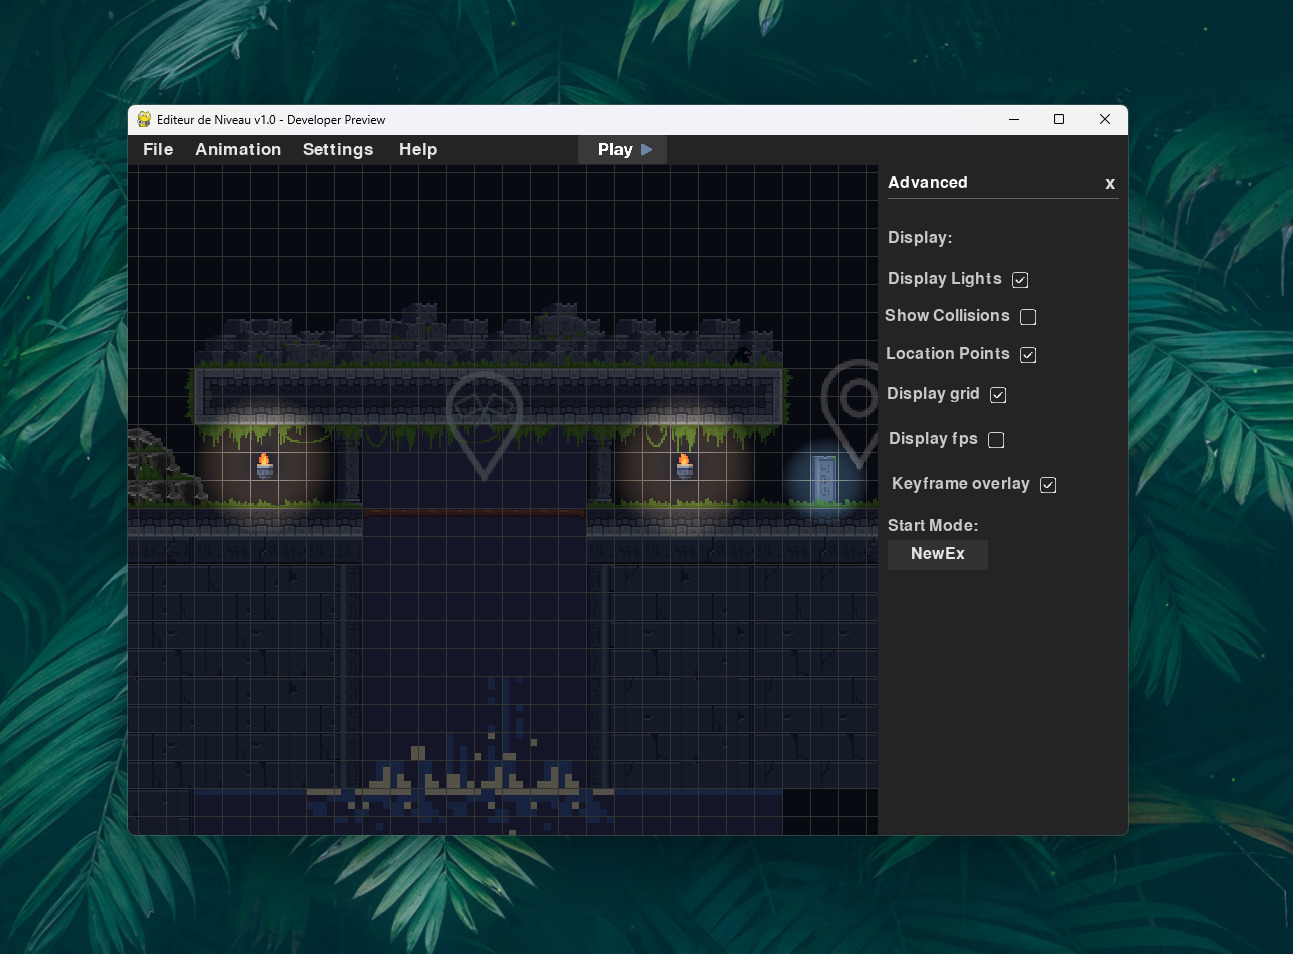 Editeur de Niveau v1.0 - Developer Preview
File Animation Settings Help Play
Advanced x
Display:
Display Lights
Show Collisions
Location Points
Display grid
Display fps
Keyframe overlay
Start Mode:
NewEx